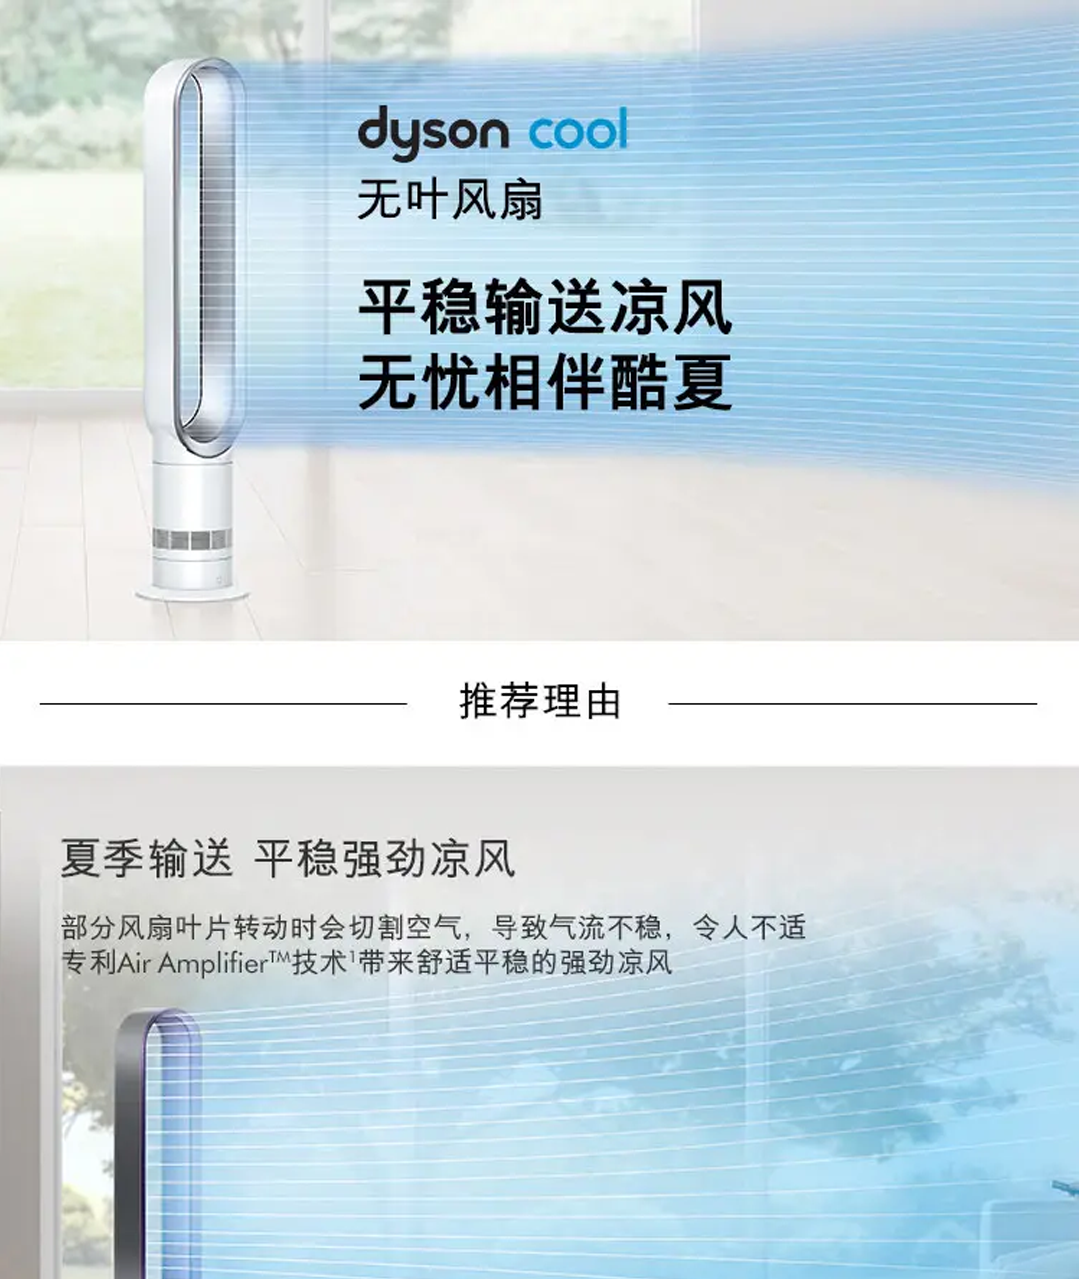 dyson cool
无叶风扇
平稳输送凉风
无忧相伴酷夏
推荐理由
夏季输送 平稳强劲凉风
部分风扇叶片转动时会切割空气，导致气流不稳，令人不适
专利Air Amplifier™技术¹带来舒适平稳的强劲凉风